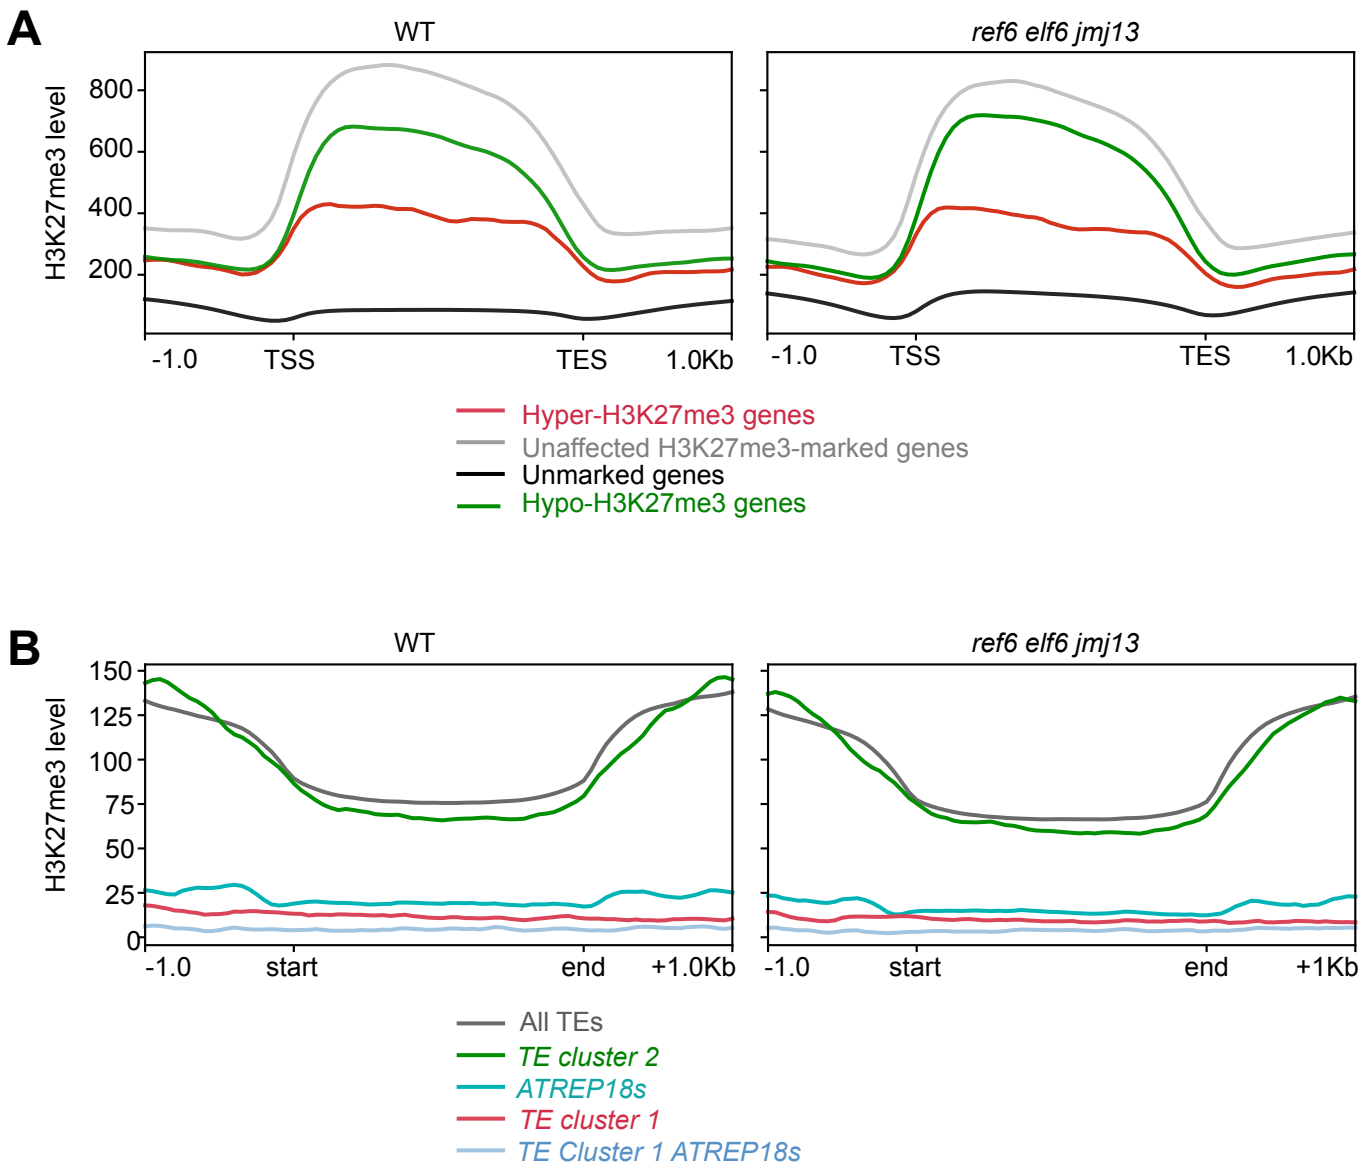 A
WT
ref6 elf6 jmj13
H3K27me3 level
800
600
400
200
-1.0 TSS TES 1.0Kb
-1.0 TSS TES 1.0Kb
Hyper-H3K27me3 genes
Unaffected H3K27me3-marked genes
Unmarked genes
Hypo-H3K27me3 genes
B
WT
ref6 elf6 jmj13
H3K27me3 level
150
125
100
75
50
25
0
-1.0 start end +1.0Kb
-1.0 start end +1Kb
All TEs
TE cluster 2
ATREP18s
TE cluster 1
TE Cluster 1 ATREP18s